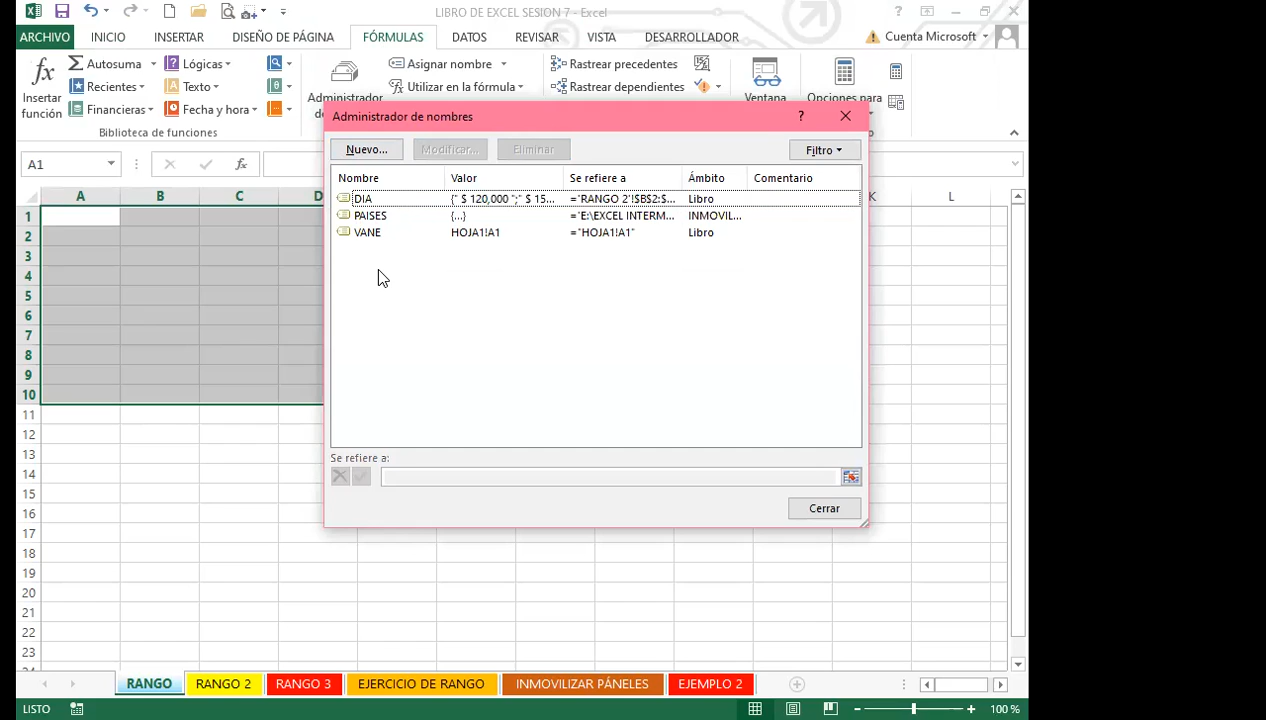 LIBRO DE EXCEL SESION 7 - Excel
ARCHIVO INICIO INSERTAR DISEÑO DE PÁGINA FÓRMULAS DATOS REVISAR VISTA DESARROLLADOR Cuenta Microsoft
Insertar función
Autosuma
Recientes
Financieras
Lógicas
Texto
Fecha y hora
Biblioteca de funciones
Administrador
Asignar nombre
Utilizar en la fórmula
Rastrear precedentes
Rastrear dependientes
Ventana
Opciones para
A1
fx
A B C D K L
Administrador de nombres
Nuevo... Modificar... Eliminar Filtro
Nombre Valor Se refiere a Ámbito Comentario
DIA {" $ 120,000 ";" $ 15... ='RANGO 2'!$B$2:$... Libro
PAISES {...} ='E:\EXCEL INTERM... INMOVIL...
VANE HOJA1!A1 ="HOJA1!A1" Libro
Se refiere a:
Cerrar
1
2
3
4
5
6
7
8
9
10
11
12
13
14
15
16
17
18
19
20
21
22
23
RANGO RANGO 2 RANGO 3 EJERCICIO DE RANGO INMOVILIZAR PÁNELES EJEMPLO 2
LISTO 100 %